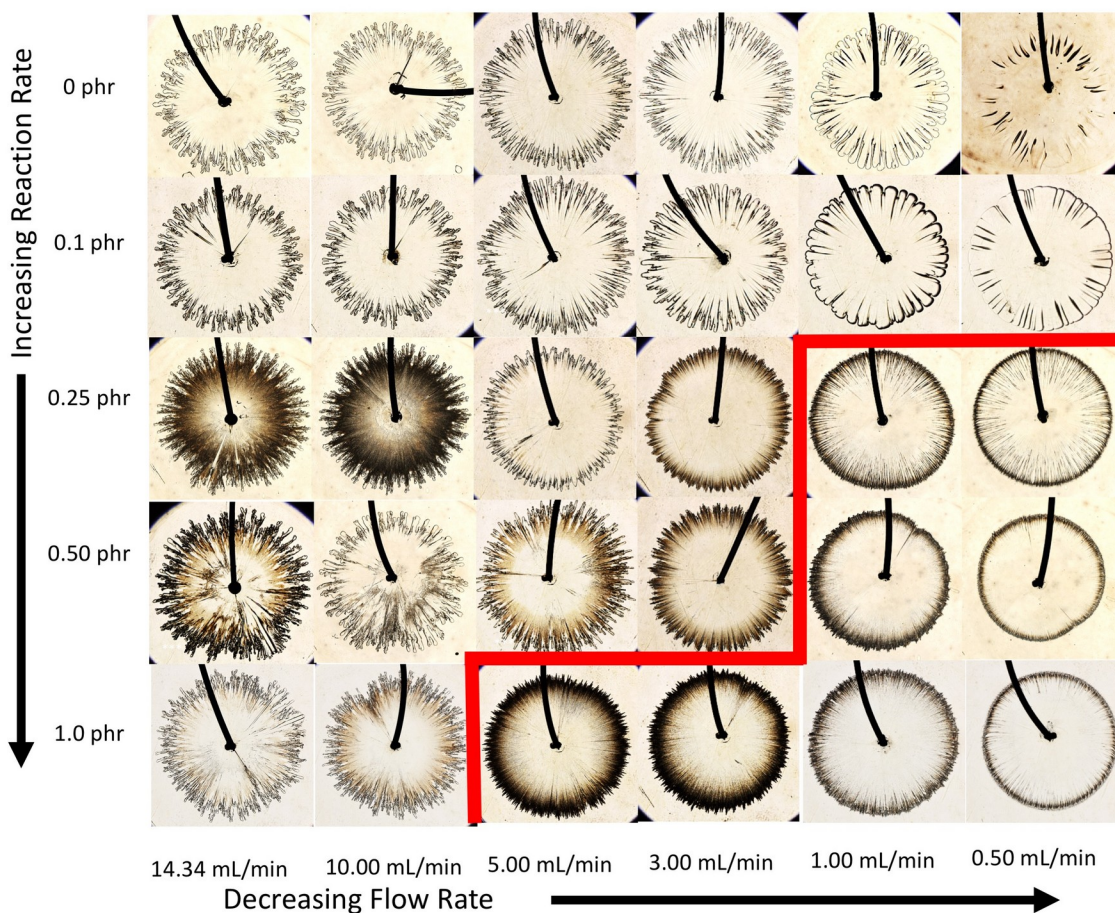 Increasing Reaction Rate
0 phr
0.1 phr
0.25 phr
0.50 phr
1.0 phr
14.34 mL/min
10.00 mL/min
5.00 mL/min
3.00 mL/min
1.00 mL/min
0.50 mL/min
Decreasing Flow Rate